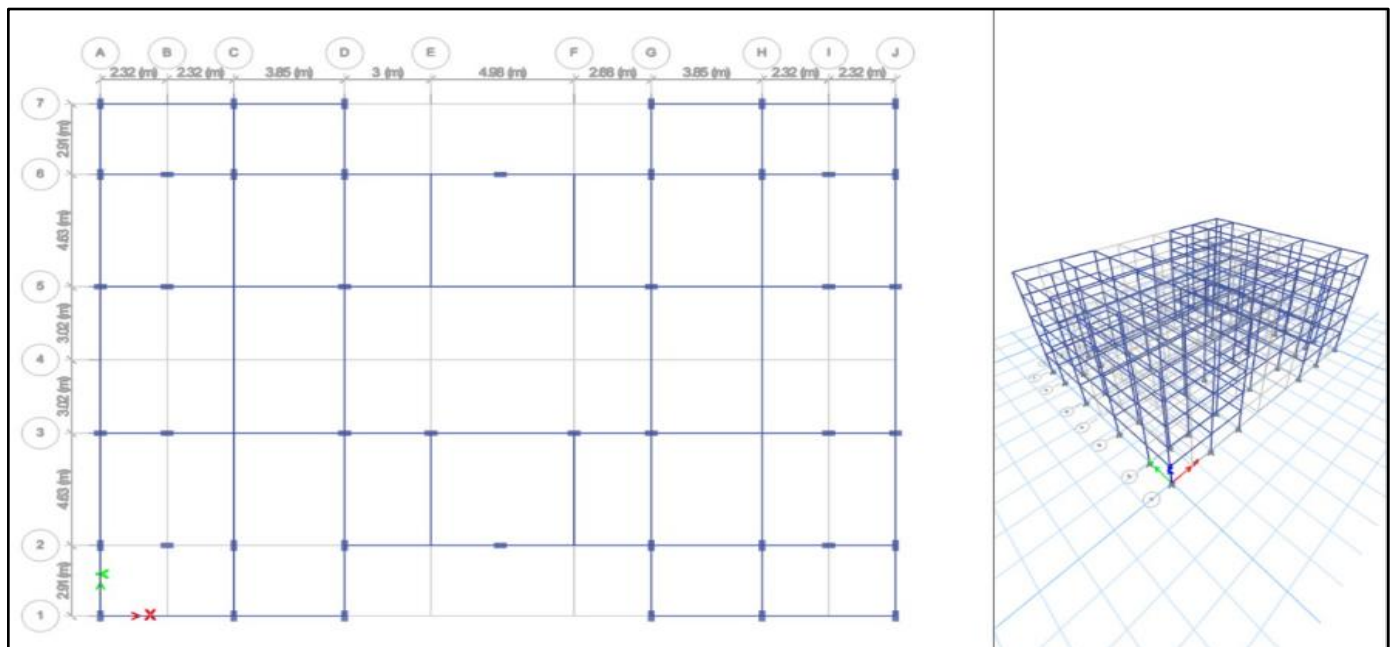 A B C D E F G H I J
2.32 (m) 2.32 (m) 3.85 (m) 3 (m) 4.98 (m) 2.66 (m) 3.85 (m) 2.32 (m) 2.32 (m)
7
2.91 (m)
6
4.63 (m)
5
3.02 (m)
4
3.02 (m)
3
4.63 (m)
2
2.91 (m)
1
X